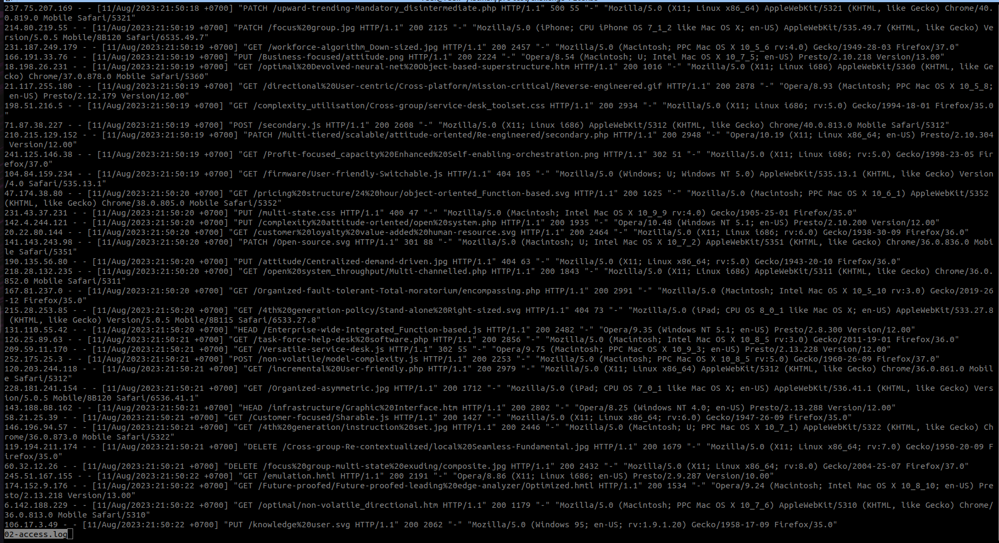 237.75.207.169 - - [11/Aug/2023:21:50:18 +0700] "PATCH /upward-trending-Mandatory_disintermediate.php HTTP/1.1" 500 55 "-" "Mozilla/5.0 (X11; Linux x86_64) AppleWebKit/5321 (KHTML, like Gecko) Chrome/40.
0.819.0 Mobile Safari/5321"
214.80.219.55 - - [11/Aug/2023:21:50:19 +0700] "PATCH /focus%20group.jpg HTTP/1.1" 200 2125 "-" "Mozilla/5.0 (iPhone; CPU iPhone OS 7_1_2 like Mac OS X; en-US) AppleWebKit/535.49.7 (KHTML, like Gecko) Ve
rsion/5.0.5 Mobile/8B120 Safari/6535.49.7"
231.187.249.179 - - [11/Aug/2023:21:50:19 +0700] "GET /workforce-algorithm_Down-sized.jpg HTTP/1.1" 200 2457 "-" "Mozilla/5.0 (Macintosh; PPC Mac OS X 10_5_6 rv:4.0) Gecko/1949-28-03 Firefox/37.0"
166.191.33.76 - - [11/Aug/2023:21:50:19 +0700] "PUT /Business-focused/attitude.png HTTP/1.1" 200 2224 "-" "Opera/8.54 (Macintosh; U; Intel Mac OS X 10_7_5; en-US) Presto/2.10.218 Version/13.00"
18.198.26.231 - - [11/Aug/2023:21:50:19 +0700] "GET /optimal%20Devolved-neural-net%20Object-based-superstructure.htm HTTP/1.1" 200 1016 "-" "Mozilla/5.0 (X11; Linux i686) AppleWebKit/5360 (KHTML, like Ge
cko) Chrome/37.0.878.0 Mobile Safari/5360"
21.117.255.180 - - [11/Aug/2023:21:50:19 +0700] "GET /directional%20User-centric/Cross-platform/mission-critical/Reverse-engineered.gif HTTP/1.1" 200 2878 "-" "Opera/8.93 (Macintosh; PPC Mac OS X 10_5_8;
 en-US) Presto/2.12.179 Version/12.00"
198.51.216.5 - - [11/Aug/2023:21:50:19 +0700] "GET /complexity_utilisation/Cross-group/service-desk_toolset.css HTTP/1.1" 200 2934 "-" "Mozilla/5.0 (X11; Linux i686; rv:5.0) Gecko/1994-18-01 Firefox/35.0
"
71.87.38.227 - - [11/Aug/2023:21:50:19 +0700] "POST /secondary.js HTTP/1.1" 200 2608 "-" "Mozilla/5.0 (X11; Linux i686) AppleWebKit/5312 (KHTML, like Gecko) Chrome/40.0.813.0 Mobile Safari/5312"
210.215.129.152 - - [11/Aug/2023:21:50:19 +0700] "PATCH /Multi-tiered/scalable/attitude-oriented/Re-engineered/secondary.php HTTP/1.1" 200 2948 "-" "Opera/10.19 (X11; Linux x86_64; en-US) Presto/2.10.304
 Version/12.00"
241.125.146.38 - - [11/Aug/2023:21:50:19 +0700] "GET /Profit-focused_capacity%20Enhanced%20Self-enabling-orchestration.png HTTP/1.1" 302 51 "-" "Mozilla/5.0 (X11; Linux i686; rv:5.0) Gecko/1998-23-05 Fir
efox/37.0"
104.84.159.234 - - [11/Aug/2023:21:50:19 +0700] "GET /firmware/User-friendly-Switchable.js HTTP/1.1" 404 105 "-" "Mozilla/5.0 (Windows; U; Windows NT 5.0) AppleWebKit/535.13.1 (KHTML, like Gecko) Version
/4.0 Safari/535.13.1"
47.174.38.80 - - [11/Aug/2023:21:50:20 +0700] "GET /pricing%20structure/24%20hour/object-oriented_Function-based.svg HTTP/1.1" 200 1625 "-" "Mozilla/5.0 (Macintosh; PPC Mac OS X 10_6_1) AppleWebKit/5352 
(KHTML, like Gecko) Chrome/38.0.805.0 Mobile Safari/5352"
231.43.37.231 - - [11/Aug/2023:21:50:20 +0700] "PUT /multi-state.css HTTP/1.1" 400 47 "-" "Mozilla/5.0 (Macintosh; Intel Mac OS X 10_9_9 rv:4.0) Gecko/1905-25-01 Firefox/35.0"
142.4.244.121 - - [11/Aug/2023:21:50:20 +0700] "PUT /complexity%20attitude-oriented/open%20system.php HTTP/1.1" 200 1935 "-" "Opera/10.48 (Windows NT 5.1; en-US) Presto/2.10.200 Version/12.00"
20.22.80.144 - - [11/Aug/2023:21:50:20 +0700] "GET /customer%20loyalty%20value-added%20human-resource.svg HTTP/1.1" 200 2464 "-" "Mozilla/5.0 (X11; Linux i686; rv:6.0) Gecko/1938-30-09 Firefox/36.0"
141.143.243.98 - - [11/Aug/2023:21:50:20 +0700] "PATCH /Open-source.svg HTTP/1.1" 301 88 "-" "Mozilla/5.0 (Macintosh; U; Intel Mac OS X 10_7_2) AppleWebKit/5351 (KHTML, like Gecko) Chrome/36.0.836.0 Mobi
le Safari/5351"
190.135.56.80 - - [11/Aug/2023:21:50:20 +0700] "PUT /attitude/Centralized-demand-driven.jpg HTTP/1.1" 404 63 "-" "Mozilla/5.0 (X11; Linux x86_64; rv:5.0) Gecko/1943-20-10 Firefox/36.0"
218.28.132.235 - - [11/Aug/2023:21:50:20 +0700] "GET /open%20system_throughput/Multi-channelled.php HTTP/1.1" 200 1843 "-" "Mozilla/5.0 (X11; Linux i686) AppleWebKit/5311 (KHTML, like Gecko) Chrome/36.0.
852.0 Mobile Safari/5311"
167.81.237.0 - - [11/Aug/2023:21:50:20 +0700] "GET /Organized-fault-tolerant-Total-moratorium/encompassing.php HTTP/1.1" 200 2991 "-" "Mozilla/5.0 (Macintosh; Intel Mac OS X 10_5_10 rv:3.0) Gecko/2019-26
-12 Firefox/35.0"
215.28.253.85 - - [11/Aug/2023:21:50:20 +0700] "GET /4th%20generation-policy/Stand-alone%20Right-sized.svg HTTP/1.1" 404 73 "-" "Mozilla/5.0 (iPad; CPU OS 8_0_1 like Mac OS X; en-US) AppleWebKit/533.27.8
 (KHTML, like Gecko) Version/5.0.5 Mobile/8B115 Safari/6533.27.8"
131.110.55.42 - - [11/Aug/2023:21:50:20 +0700] "HEAD /Enterprise-wide-Integrated_Function-based.js HTTP/1.1" 200 2482 "-" "Opera/9.35 (Windows NT 5.1; en-US) Presto/2.8.300 Version/12.00"
126.25.89.63 - - [11/Aug/2023:21:50:21 +0700] "GET /task-force-help-desk%20software.php HTTP/1.1" 200 2856 "-" "Mozilla/5.0 (Macintosh; Intel Mac OS X 10_8_5 rv:3.0) Gecko/2011-19-01 Firefox/36.0"
209.59.11.170 - - [11/Aug/2023:21:50:21 +0700] "GET /Versatile-service-desk.js HTTP/1.1" 302 55 "-" "Opera/9.75 (Macintosh; PPC Mac OS X 10_9_3; en-US) Presto/2.13.228 Version/12.00"
252.175.25.3 - - [11/Aug/2023:21:50:21 +0700] "POST /non-volatile/model-complexity.js HTTP/1.1" 200 2253 "-" "Mozilla/5.0 (Macintosh; PPC Mac OS X 10_8_5 rv:5.0) Gecko/1960-26-09 Firefox/37.0"
120.203.244.118 - - [11/Aug/2023:21:50:21 +0700] "GET /incremental%20User-friendly.php HTTP/1.1" 200 2979 "-" "Mozilla/5.0 (X11; Linux x86_64) AppleWebKit/5312 (KHTML, like Gecko) Chrome/36.0.861.0 Mobil
e Safari/5312"
228.181.241.154 - - [11/Aug/2023:21:50:21 +0700] "GET /Organized-asymmetric.jpg HTTP/1.1" 200 1712 "-" "Mozilla/5.0 (iPad; CPU OS 7_0_1 like Mac OS X; en-US) AppleWebKit/536.41.1 (KHTML, like Gecko) Vers
ion/5.0.5 Mobile/8B120 Safari/6536.41.1"
143.188.88.162 - - [11/Aug/2023:21:50:21 +0700] "HEAD /infrastructure/Graphic%20Interface.htm HTTP/1.1" 200 2802 "-" "Opera/8.25 (Windows NT 4.0; en-US) Presto/2.13.288 Version/12.00"
58.21.25.39 - - [11/Aug/2023:21:50:21 +0700] "GET /Customer-focused/Sharable.js HTTP/1.1" 200 1427 "-" "Mozilla/5.0 (X11; Linux x86_64; rv:6.0) Gecko/1947-26-09 Firefox/35.0"
146.196.94.57 - - [11/Aug/2023:21:50:21 +0700] "GET /4th%20generation/instruction%20set.jpg HTTP/1.1" 200 2446 "-" "Mozilla/5.0 (Macintosh; U; PPC Mac OS X 10_7_1) AppleWebKit/5322 (KHTML, like Gecko) Ch
rome/36.0.873.0 Mobile Safari/5322"
119.194.211.174 - - [11/Aug/2023:21:50:21 +0700] "DELETE /Cross-group-Re-contextualized/local%20Seamless-Fundamental.jpg HTTP/1.1" 200 1679 "-" "Mozilla/5.0 (X11; Linux x86_64; rv:7.0) Gecko/1950-20-09 F
irefox/35.0"
60.32.12.26 - - [11/Aug/2023:21:50:21 +0700] "DELETE /focus%20group-multi-state%20exuding/composite.jpg HTTP/1.1" 200 2432 "-" "Mozilla/5.0 (X11; Linux x86_64; rv:8.0) Gecko/2004-25-07 Firefox/37.0"
245.51.167.155 - - [11/Aug/2023:21:50:22 +0700] "GET /emulation.hmtl HTTP/1.1" 200 2191 "-" "Opera/8.86 (X11; Linux i686; en-US) Presto/2.9.287 Version/10.00"
174.152.9.176 - - [11/Aug/2023:21:50:22 +0700] "GET /Future-proofed/Future-proofed-leading%20edge-analyzer/Optimized.hmtl HTTP/1.1" 200 1534 "-" "Opera/9.24 (Macintosh; Intel Mac OS X 10_8_10; en-US) Pre
sto/2.13.218 Version/13.00"
6.142.188.229 - - [11/Aug/2023:21:50:22 +0700] "GET /optimal/non-volatile_directional.htm HTTP/1.1" 200 1179 "-" "Mozilla/5.0 (Macintosh; PPC Mac OS X 10_7_6) AppleWebKit/5310 (KHTML, like Gecko) Chrome/
36.0.813.0 Mobile Safari/5310"
106.17.3.49 - - [11/Aug/2023:21:50:22 +0700] "PUT /knowledge%20user.svg HTTP/1.1" 200 2062 "-" "Mozilla/5.0 (Windows 95; en-US; rv:1.9.1.20) Gecko/1958-17-09 Firefox/35.0"
02-access.log